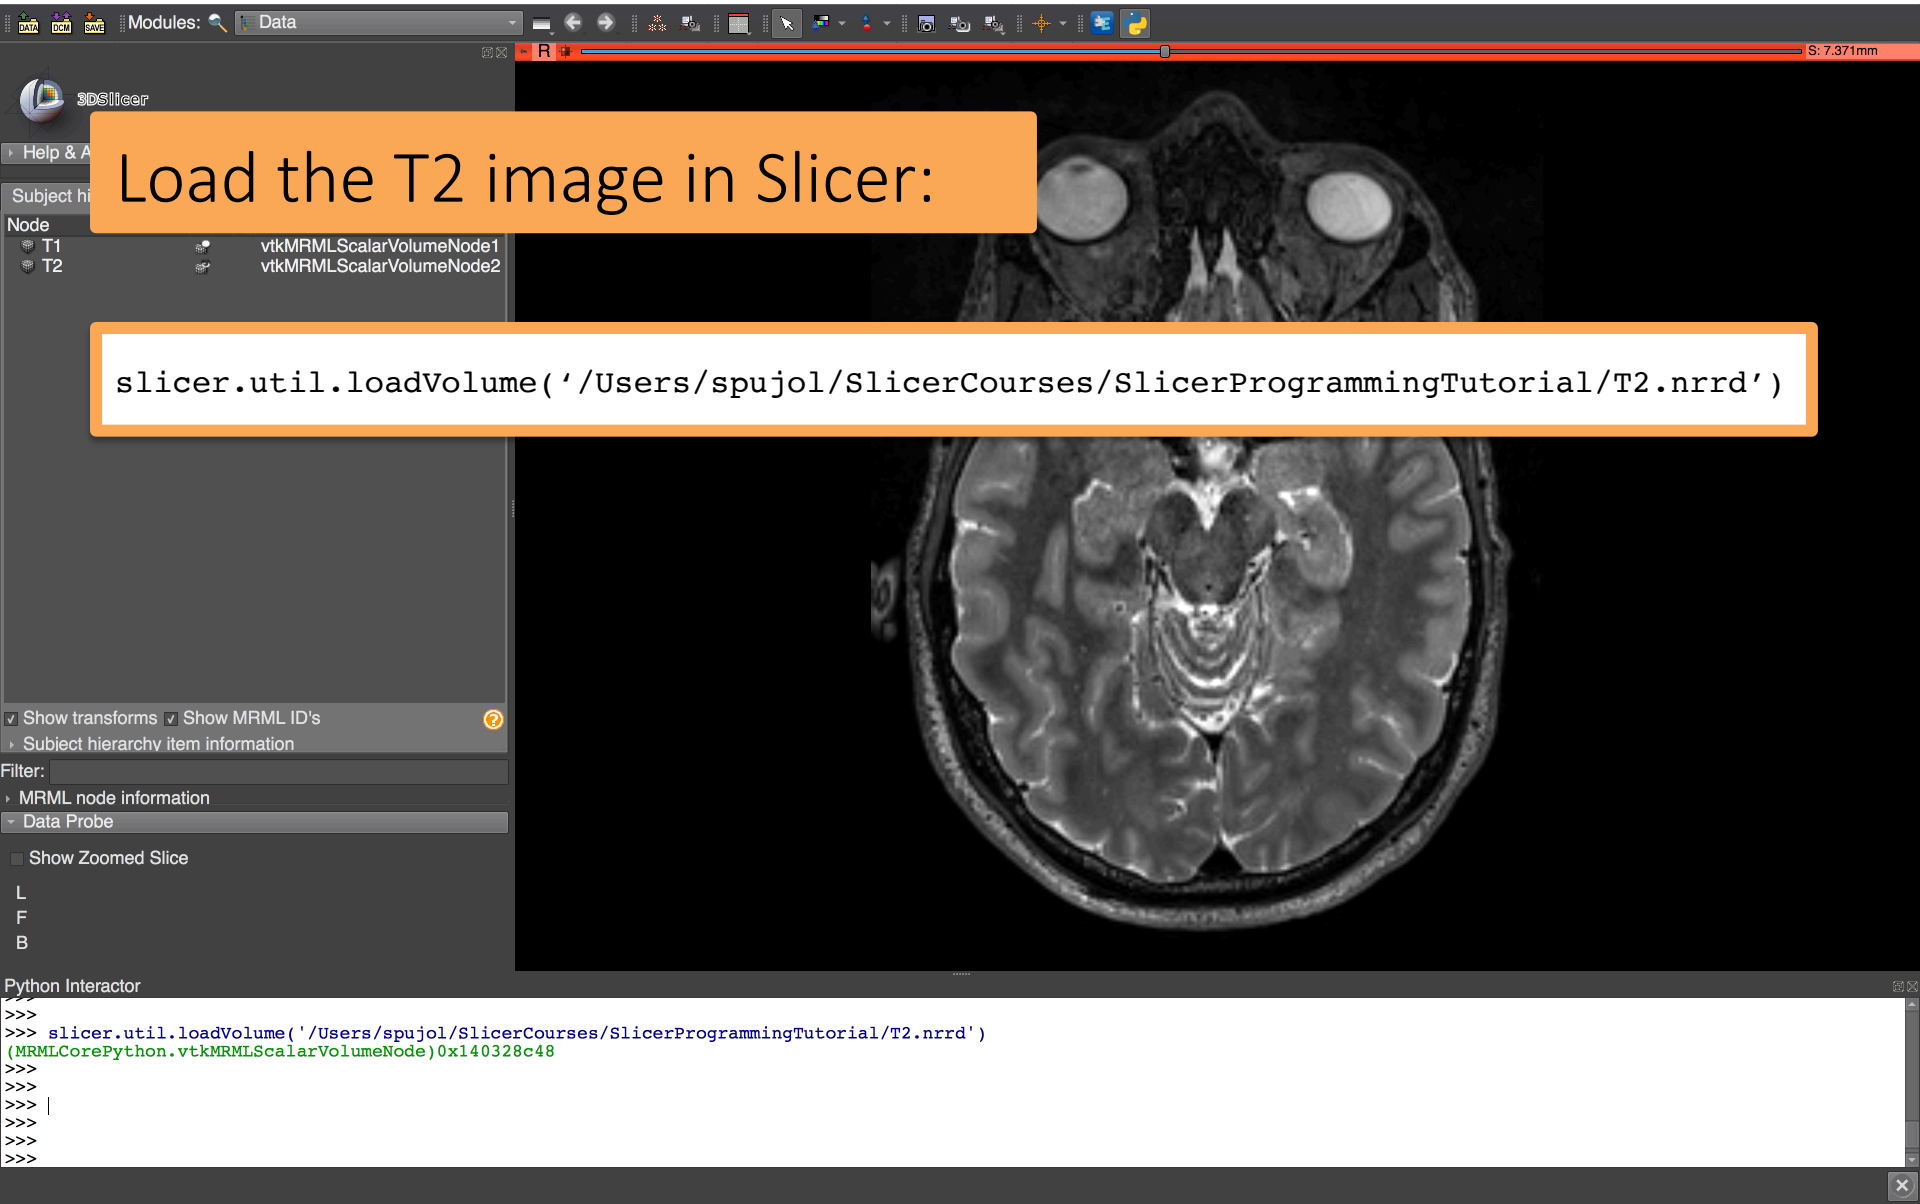 DATA DCM SAVE Modules: Data
R S: 7.371mm
3DSlicer
Help & A
Load the T2 image in Slicer:
Subject hi
Node
T1 vtkMRMLScalarVolumeNode1
T2 vtkMRMLScalarVolumeNode2
slicer.util.loadVolume(‘/Users/spujol/SlicerCourses/SlicerProgrammingTutorial/T2.nrrd’)
Show transforms Show MRML ID's
Subject hierarchy item information
Filter:
MRML node information
Data Probe
Show Zoomed Slice
L
F
B
Python Interactor
>>>
>>>
>>> slicer.util.loadVolume('/Users/spujol/SlicerCourses/SlicerProgrammingTutorial/T2.nrrd')
(MRMLCorePython.vtkMRMLScalarVolumeNode)0x140328c48
>>>
>>>
>>>
>>>
>>>
>>>